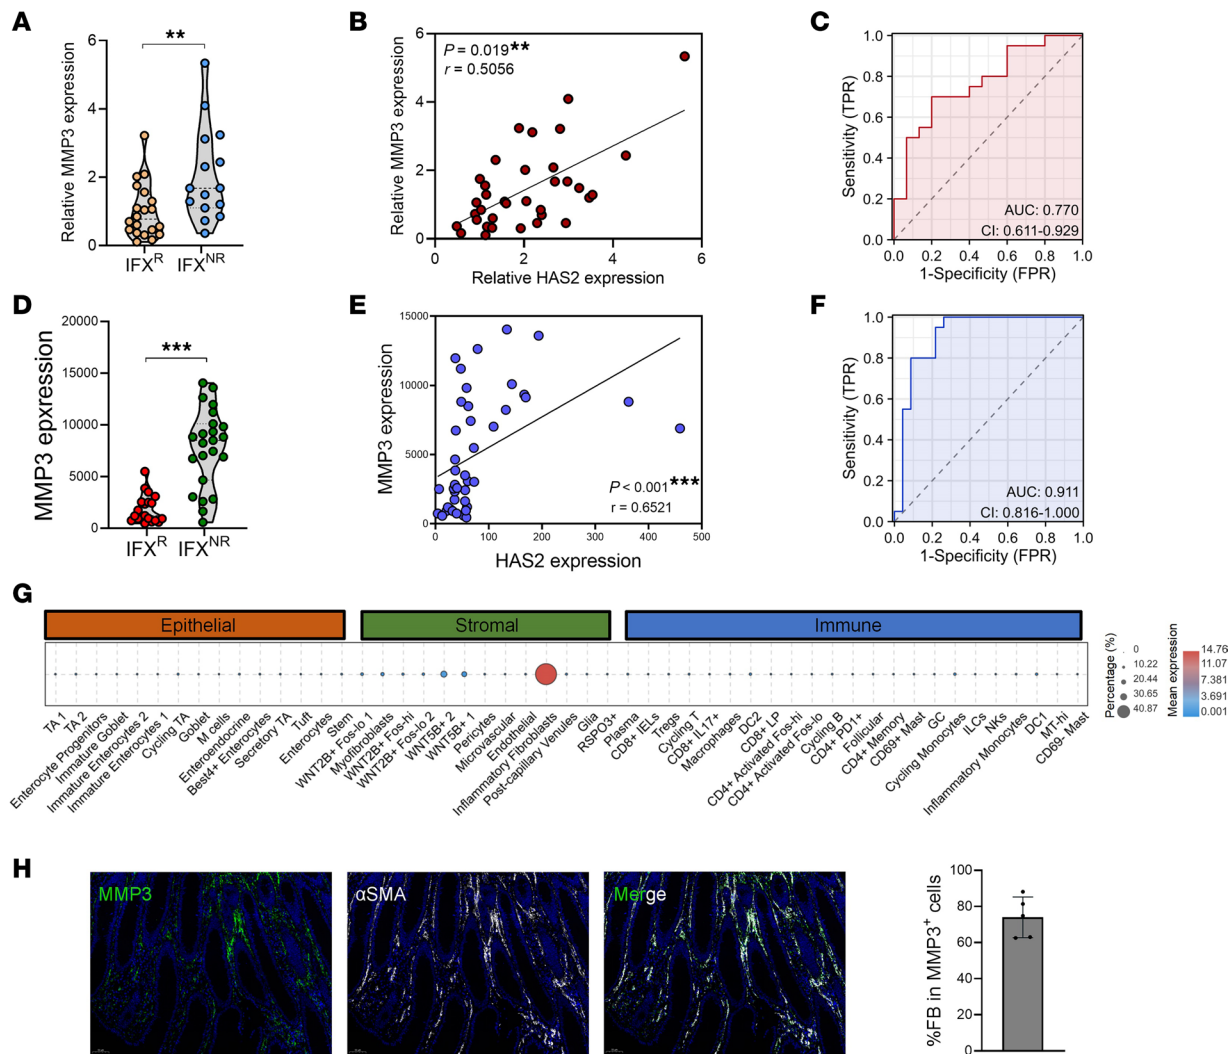 A
Relative MMP3 expression
6
4
2
0
**
IFXR
IFXNR
B
Relative MMP3 expression
6
4
2
0
P = 0.019**
r = 0.5056
0
2
4
6
Relative HAS2 expression
C
Sensitivity (TPR)
1.0
0.8
0.6
0.4
0.2
0.0
AUC: 0.770
CI: 0.611-0.929
0.0
0.2
0.4
0.6
0.8
1.0
1-Specificity (FPR)
D
MMP3 epxression
20000
15000
10000
5000
0
***
IFXR
IFXNR
E
MMP3 expression
15000
10000
5000
0
P < 0.001***
r = 0.6521
0
100
200
300
400
500
HAS2 expression
F
Sensitivity (TPR)
1.0
0.8
0.6
0.4
0.2
0.0
AUC: 0.911
CI: 0.816-1.000
0.0
0.2
0.4
0.6
0.8
1.0
1-Specificity (FPR)
G
Epithelial
Stromal
Immune
TA 1
TA 2
Enterocyte Progenitors
Immature Goblet
Immature Enterocytes 2
Immature Enterocytes 1
Cycling TA
Goblet
M cells
Enteroendocrine
Best4+ Enterocytes
Secretory TA
Tuft
Enterocytes
Stem
WNT2B+ Fos-lo 1
Myofibroblasts
WNT2B+ Fos-hi
WNT2B+ Fos-lo 2
WNT5B+ 2
WNT5B+ 1
Pericytes
Microvascular
Endothelial
Inflammatory Fibroblasts
Post-capillary Venules
Glia
RSPO3+
Plasma
CD8+ IELs
Tregs
Cycling T
CD8+ IL17+
Macrophages
DC2
CD8+ LP
CD4+ Activated Fos-hi
CD4+ Activated Fos-lo
Cycling B
CD4+ PD1+
Follicular
CD4+ Memory
CD69+ Mast
GC
Cycling Monocytes
ILCs
NKs
Inflammatory Monocytes
DC1
MT-hi
CD69- Mast
Percentage (%)
0
10.22
20.44
30.65
40.87
Mean expression
14.76
11.07
7.381
3.691
0.001
H
MMP3
αSMA
Merge
%FB in MMP3+ cells
100
80
60
40
20
0